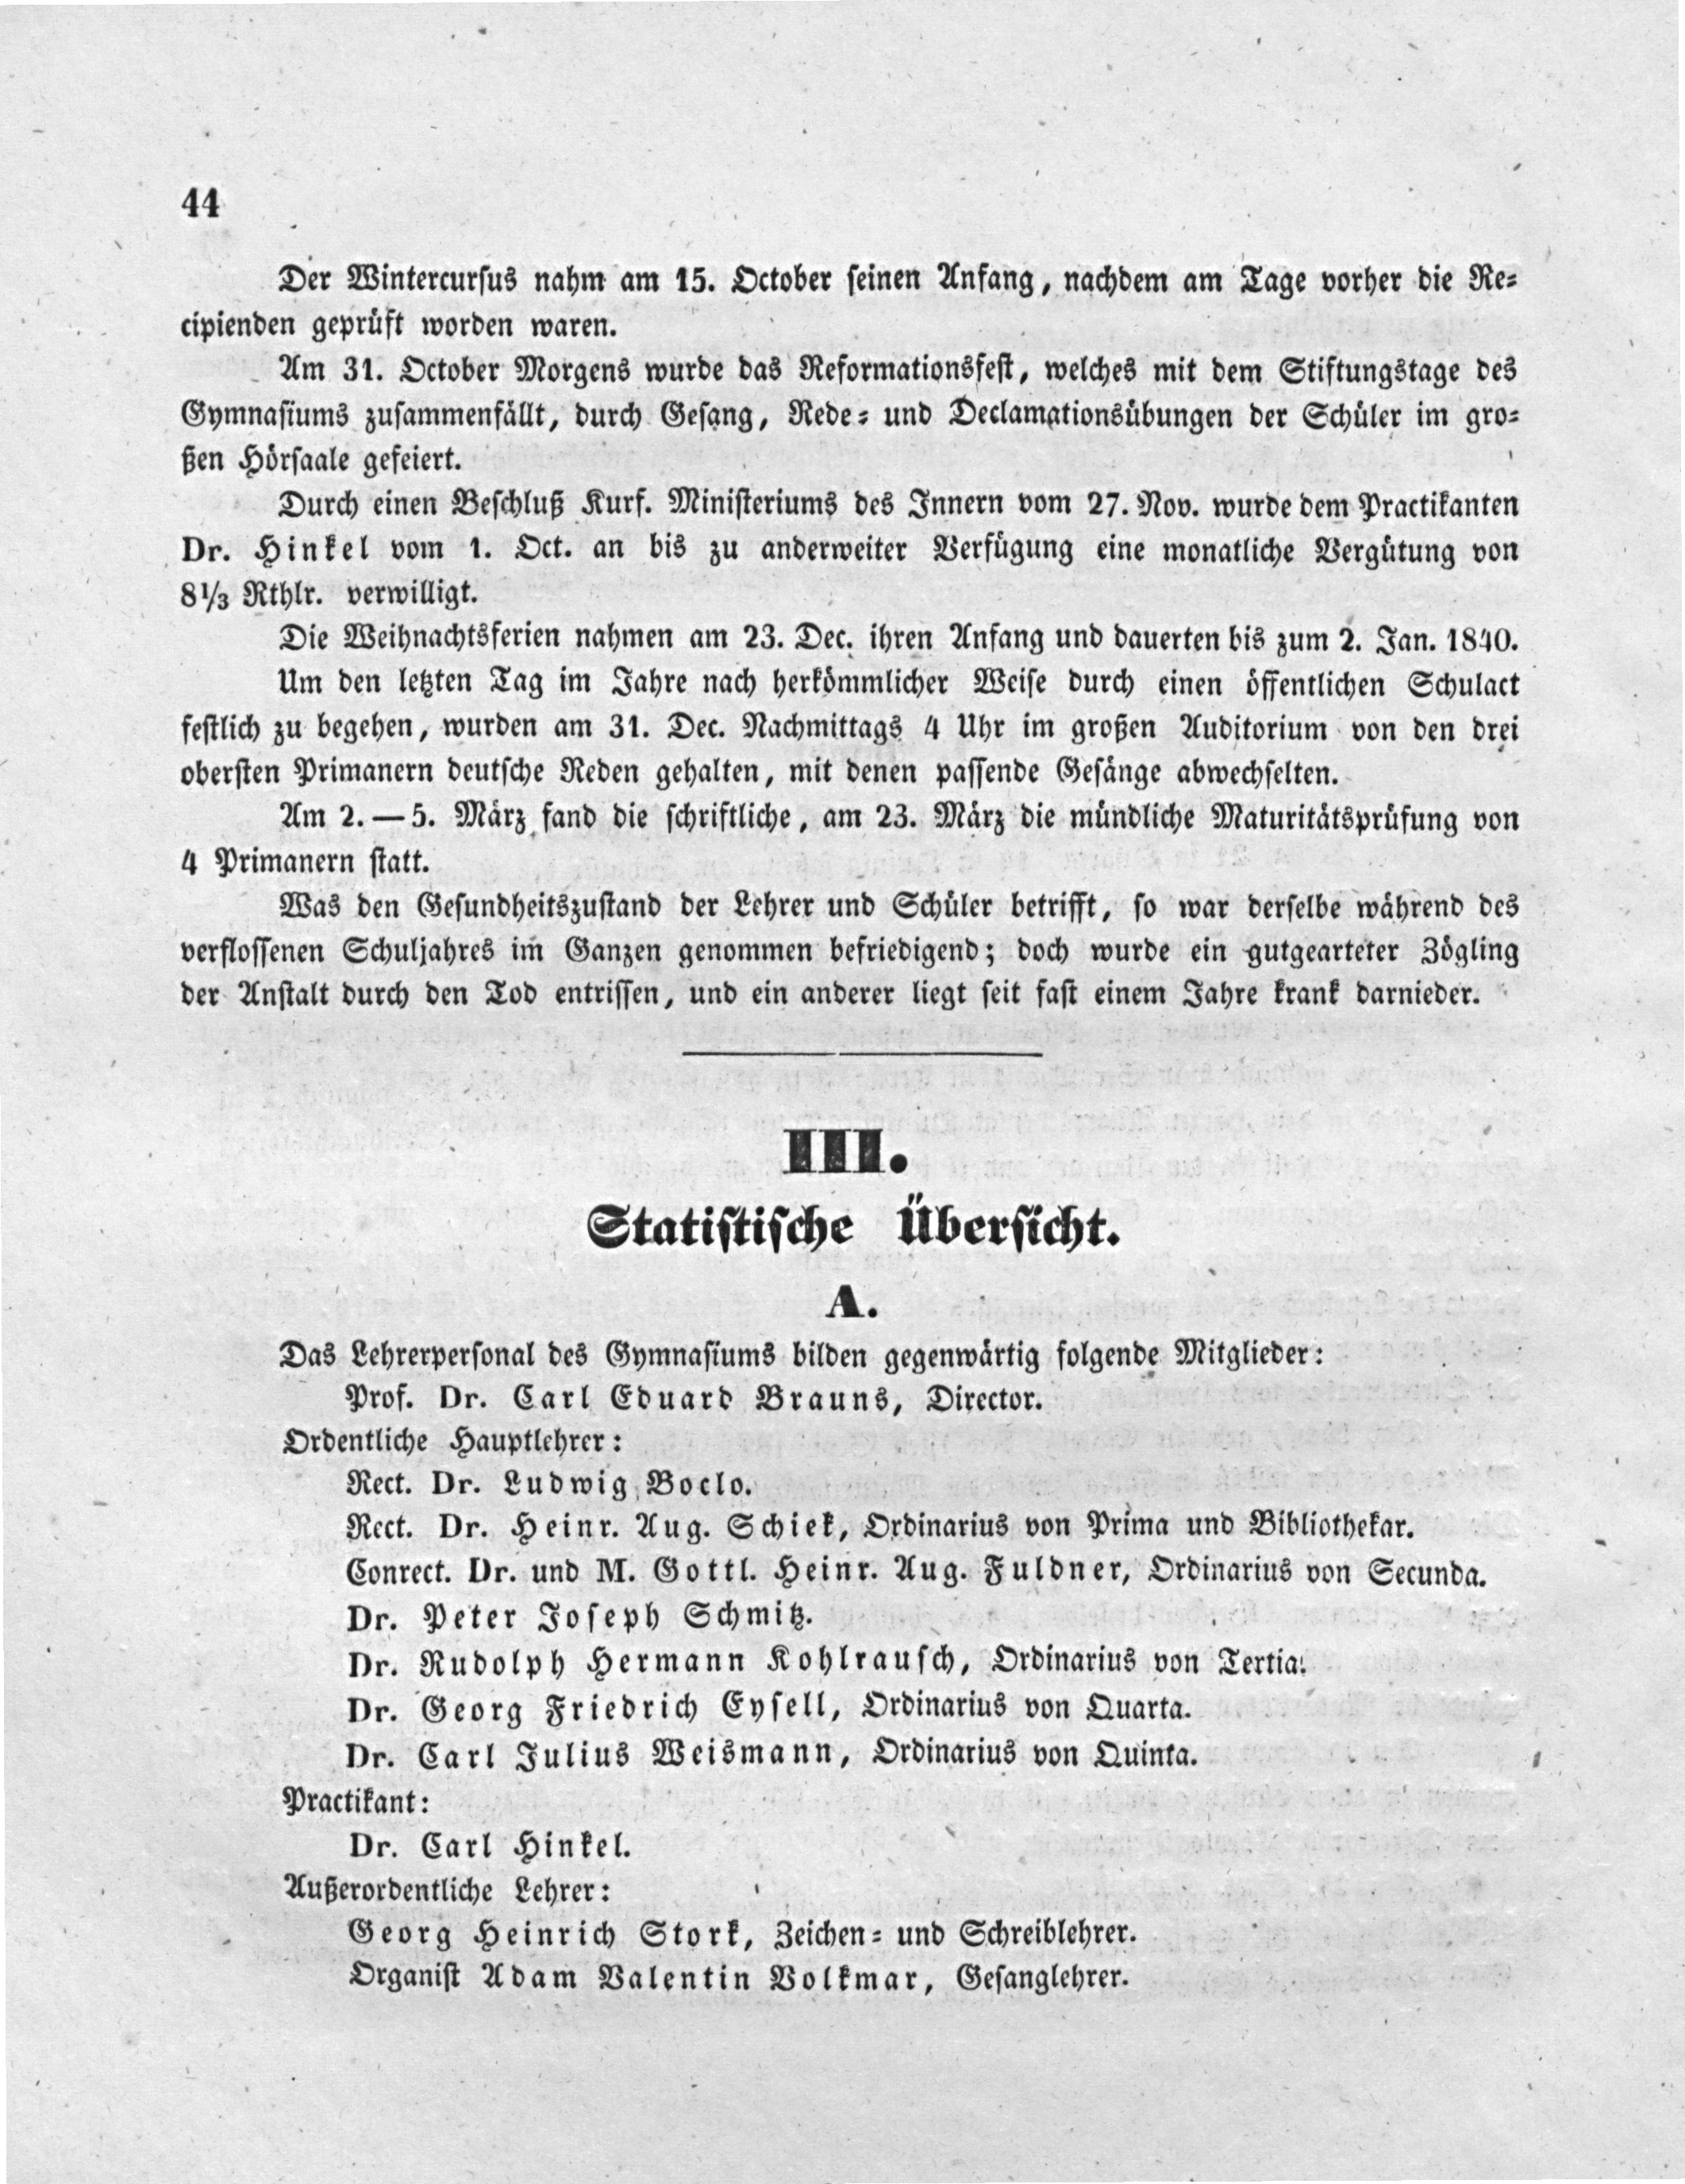 44
Der Wintercursus nahm am 15. October seinen Anfang, nachdem am Tage vorher die Re-
cipienden geprüft worden waren.
Am 31. October Morgens wurde das Reformationsfest, welches mit dem Stiftungstage des
Gymnasiums zusammenfällt, durch Gesang, Rede- und Declamationsübungen der Schüler im gro-
ßen Hörsaale gefeiert.
Durch einen Beschluß Kurf. Ministeriums des Innern vom 27. Nov. wurde dem Practikanten
Dr. Hinkel vom 1. Oct. an bis zu anderweiter Verfügung eine monatliche Vergütung von
8⅓ Rthlr. verwilligt.
Die Weihnachtsferien nahmen am 23. Dec. ihren Anfang und dauerten bis zum 2. Jan. 1840.
Um den letzten Tag im Jahre nach herkömmlicher Weise durch einen öffentlichen Schulact
festlich zu begehen, wurden am 31. Dec. Nachmittags 4 Uhr im großen Auditorium von den drei
obersten Primanern deutsche Reden gehalten, mit denen passende Gesänge abwechselten.
Am 2. — 5. März fand die schriftliche, am 23. März die mündliche Maturitätsprüfung von
4 Primanern statt.
Was den Gesundheitszustand der Lehrer und Schüler betrifft, so war derselbe während des
verflossenen Schuljahres im Ganzen genommen befriedigend; doch wurde ein gutgearteter Zögling
der Anstalt durch den Tod entrissen, und ein anderer liegt seit fast einem Jahre krank darnieder.
III.
Statistische Übersicht.
A.
Das Lehrerpersonal des Gymnasiums bilden gegenwärtig folgende Mitglieder:
Prof. Dr. Carl Eduard Brauns, Director.
Ordentliche Hauptlehrer:
Rect. Dr. Ludwig Boclo.
Rect. Dr. Heinr. Aug. Schiek, Ordinarius von Prima und Bibliothekar.
Conrect. Dr. und M. Gottl. Heinr. Aug. Fuldner, Ordinarius von Secunda.
Dr. Peter Joseph Schmitz.
Dr. Rudolph Hermann Kohlrausch, Ordinarius von Tertia.
Dr. Georg Friedrich Eysell, Ordinarius von Quarta.
Dr. Carl Julius Weismann, Ordinarius von Quinta.
Practikant:
Dr. Carl Hinkel.
Außerordentliche Lehrer:
Georg Heinrich Stork, Zeichen- und Schreiblehrer.
Organist Adam Valentin Volkmar, Gesanglehrer.